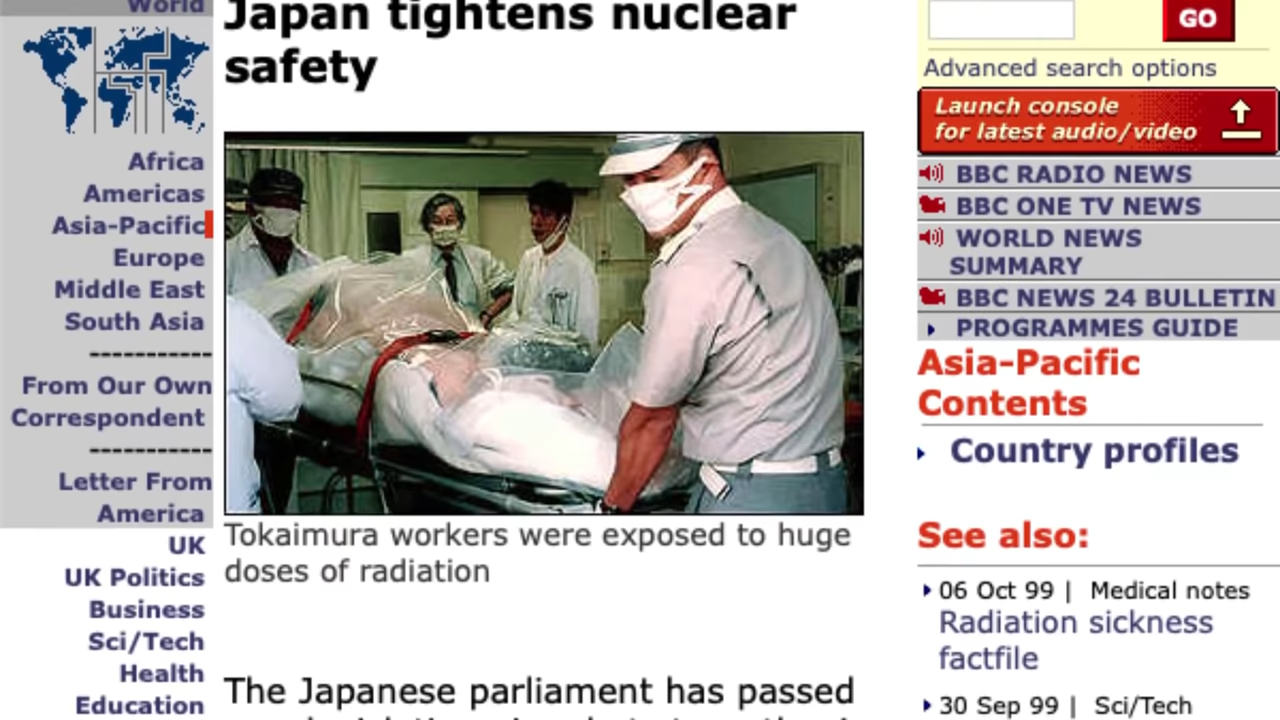 World
Africa
Americas
Asia-Pacific
Europe
Middle East
South Asia
-----------
From Our Own
Correspondent
-----------
Letter From
America
UK
UK Politics
Business
Sci/Tech
Health
Education
Japan tightens nuclear
safety
Tokaimura workers were exposed to huge
doses of radiation
The Japanese parliament has passed
GO
Advanced search options
Launch console
for latest audio/video
BBC RADIO NEWS
BBC ONE TV NEWS
WORLD NEWS
SUMMARY
BBC NEWS 24 BULLETIN
PROGRAMMES GUIDE
Asia-Pacific
Contents
Country profiles
See also:
06 Oct 99 | Medical notes
Radiation sickness
factfile
30 Sep 99 | Sci/Tech